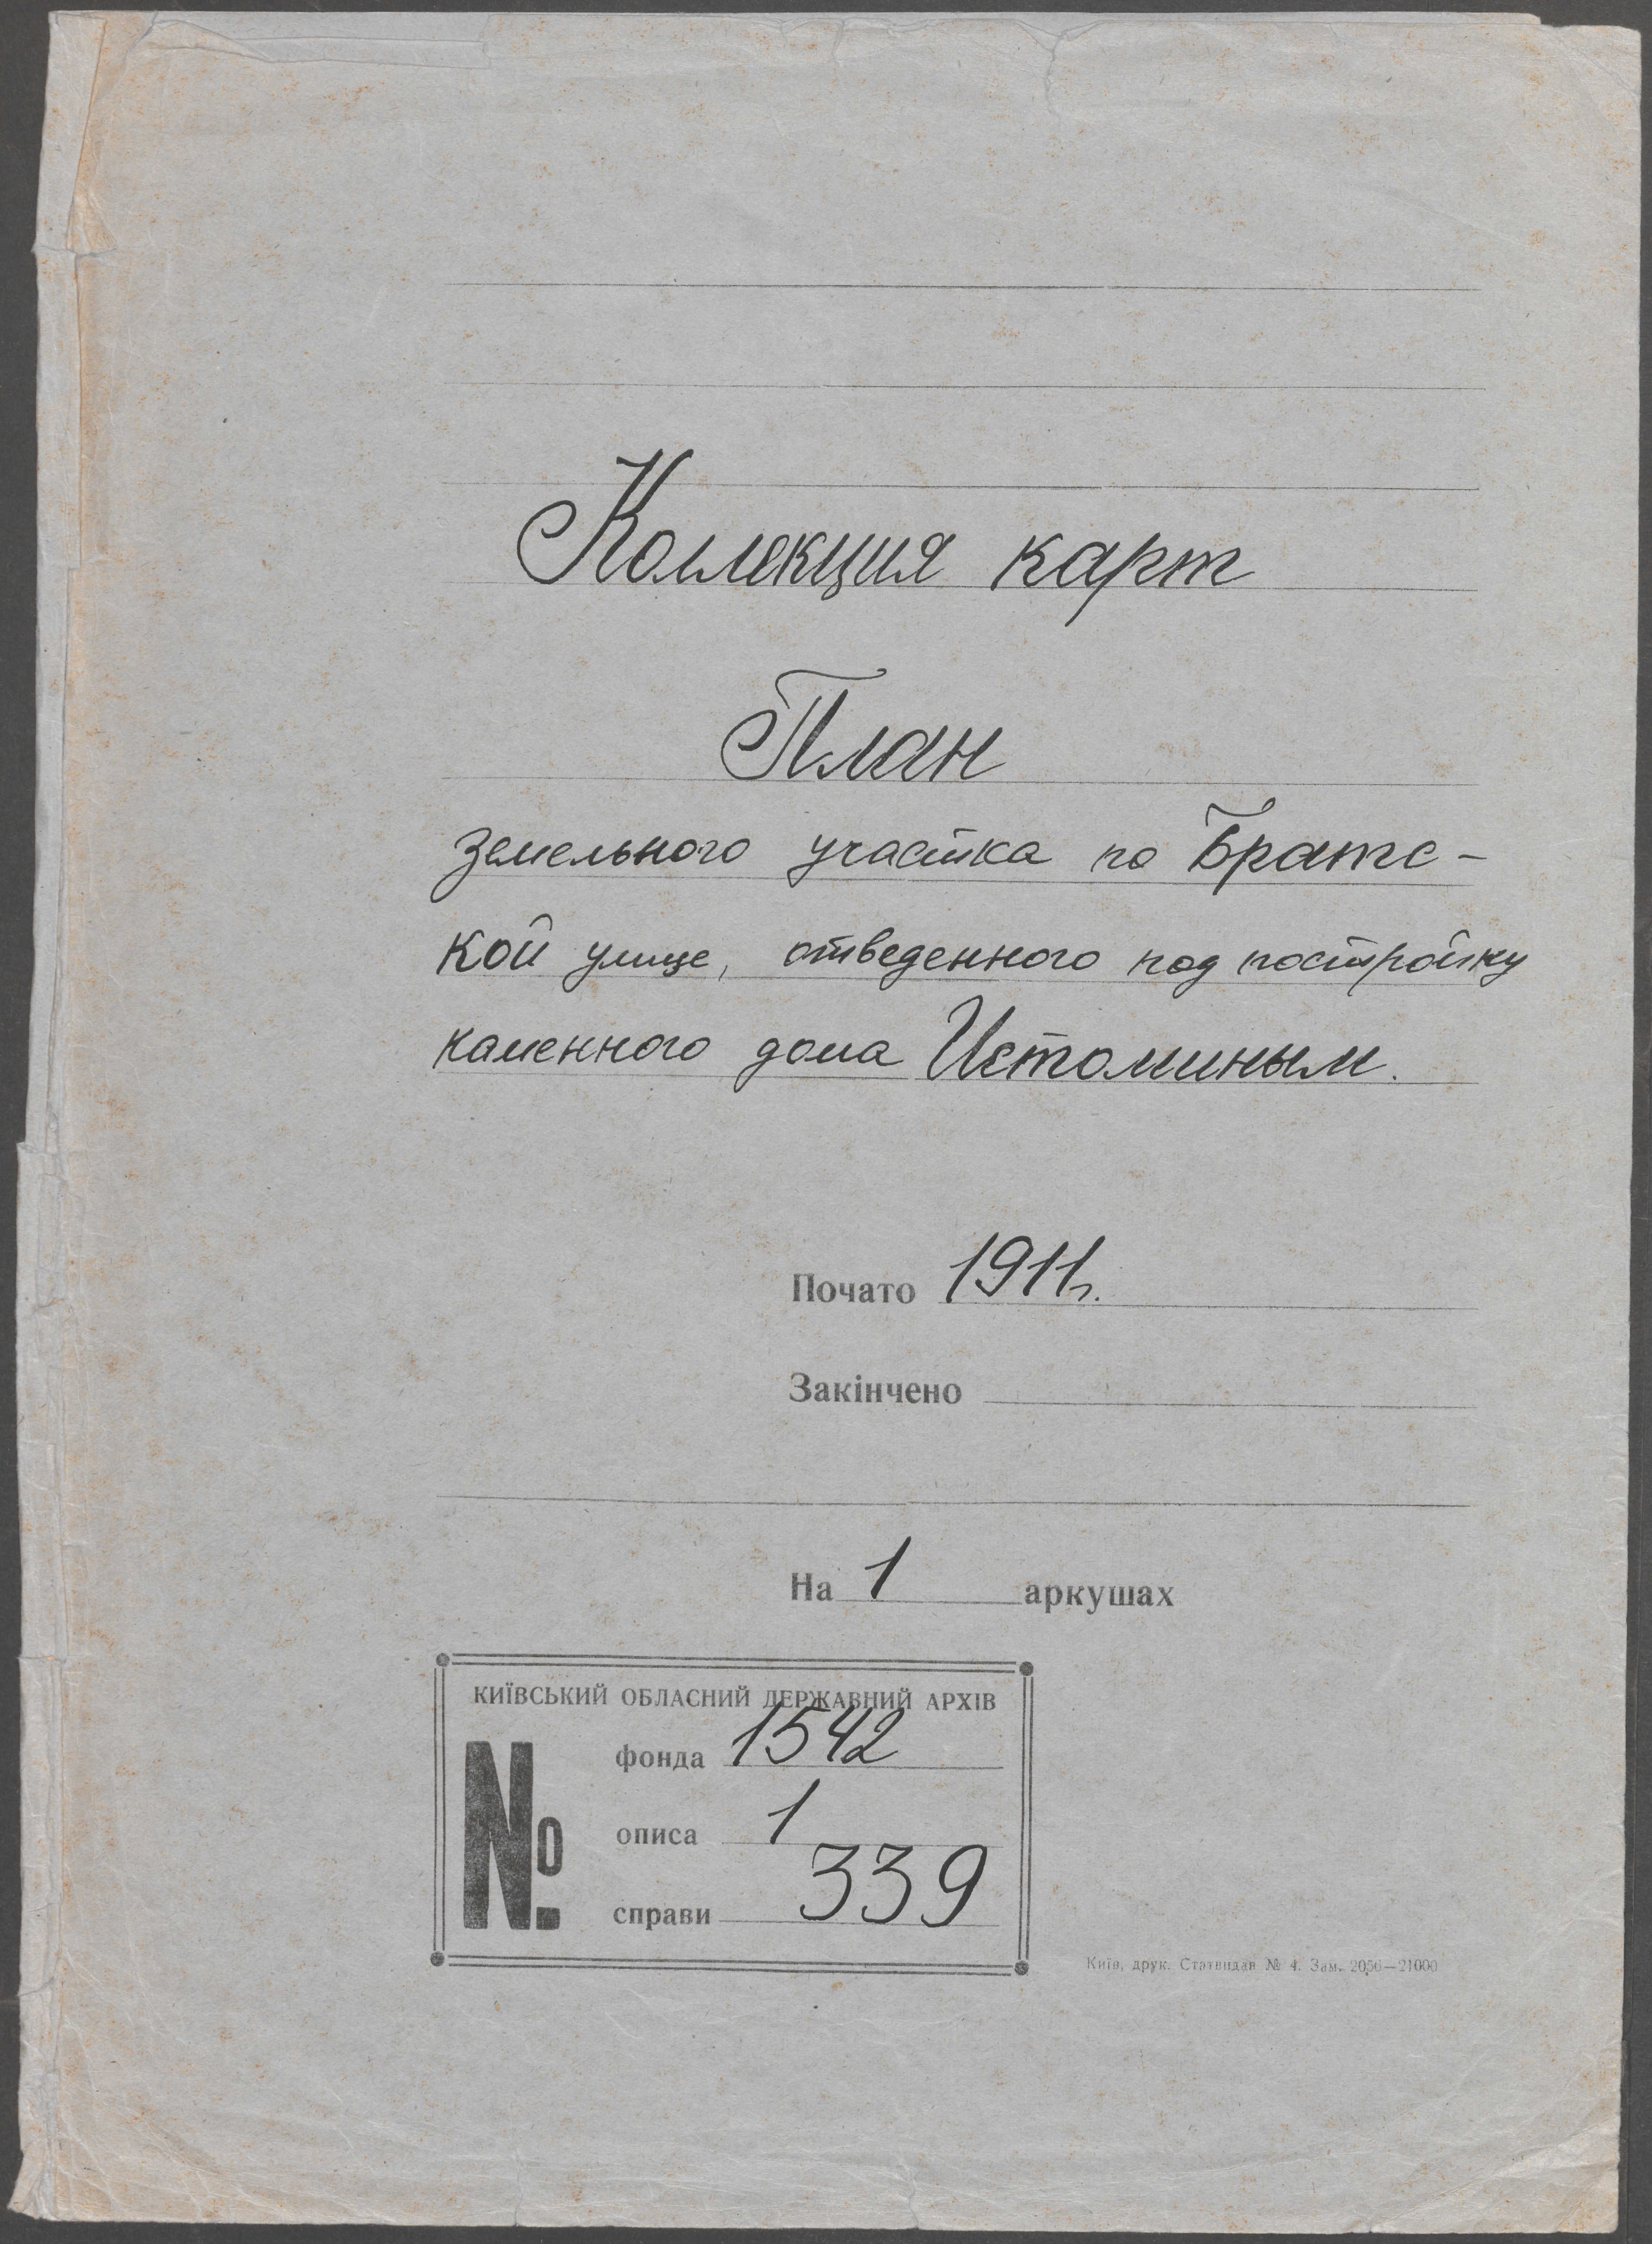 Коллекция карт
План
земельного участка по Братс-
кой улице, отведенного под постройку
каменного дома Истоминым.
Почато 1911г.
Закінчено
На 1 аркушах
КИЇВСЬКИЙ ОБЛАСНИЙ ДЕРЖАВНИЙ АРХІВ
№
фонда 1542
описа 1
справи 339
Київ, друк. Статвидав № 4. Зам. 2056—21000